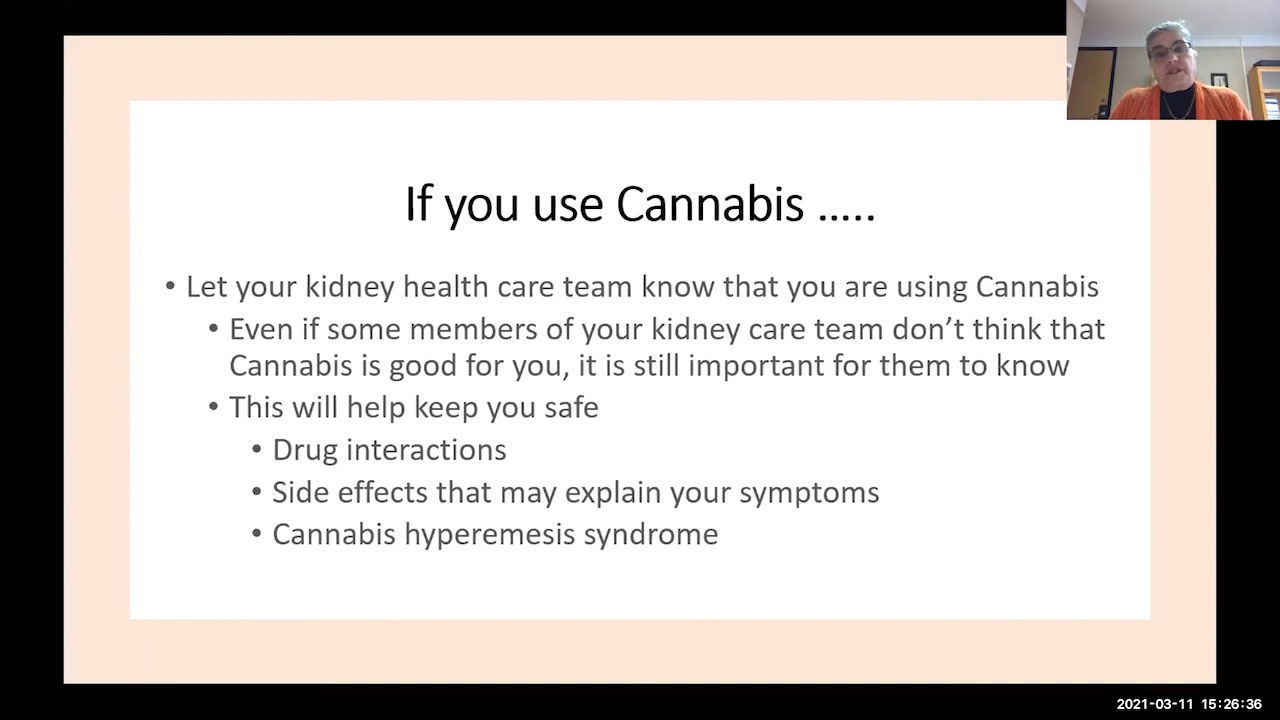 If you use Cannabis .....
• Let your kidney health care team know that you are using Cannabis
• Even if some members of your kidney care team don’t think that
Cannabis is good for you, it is still important for them to know
• This will help keep you safe
• Drug interactions
• Side effects that may explain your symptoms
• Cannabis hyperemesis syndrome
2021-03-11 15:26:36